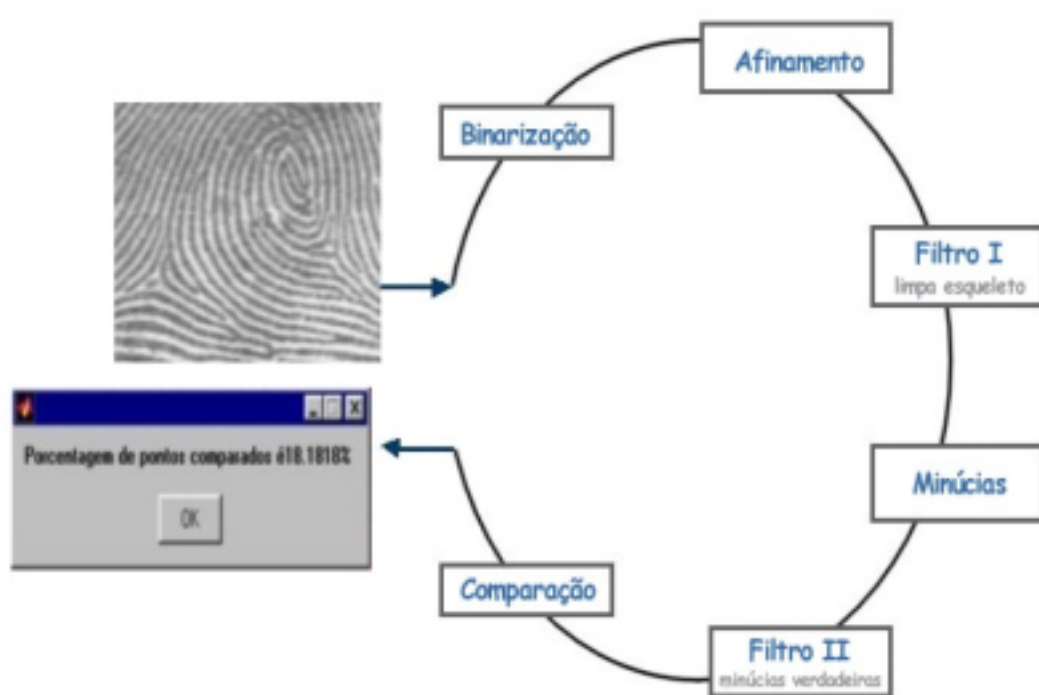 Afinamento
Binarização
Filtro I
limpa esqueleto
Minúcias
Filtro II
minúcias verdadeiras
Comparação
Porcentagem de pontos comparados é18.1818%
OK